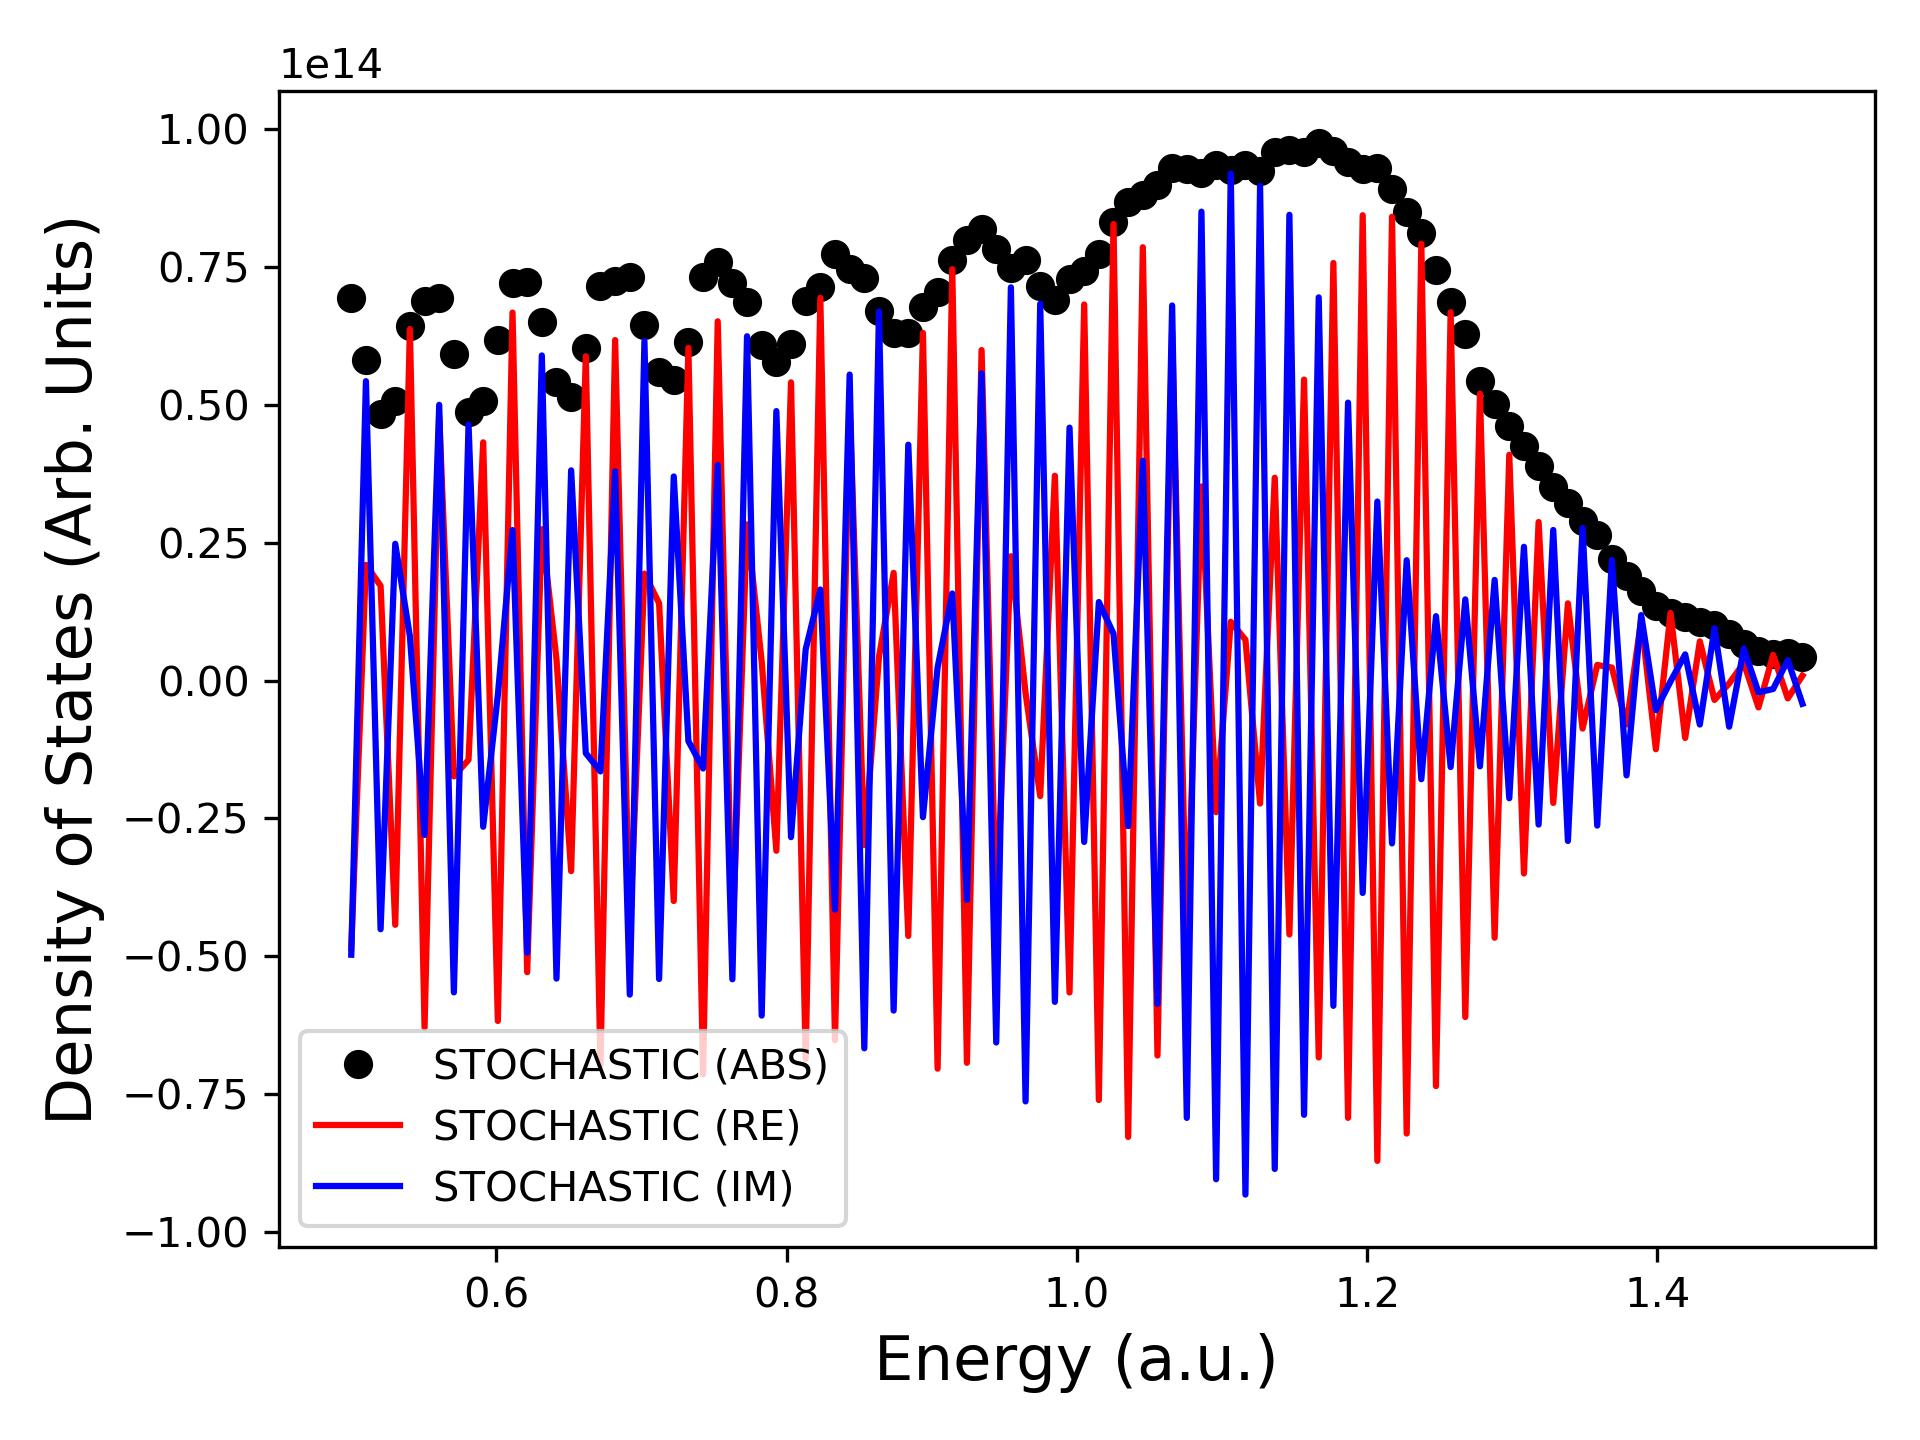 1e14
1.00
0.75
0.50
0.25
0.00
−0.25
−0.50
−0.75
−1.00
Density of States (Arb. Units)
STOCHASTIC (ABS)
STOCHASTIC (RE)
STOCHASTIC (IM)
0.6 0.8 1.0 1.2 1.4
Energy (a.u.)